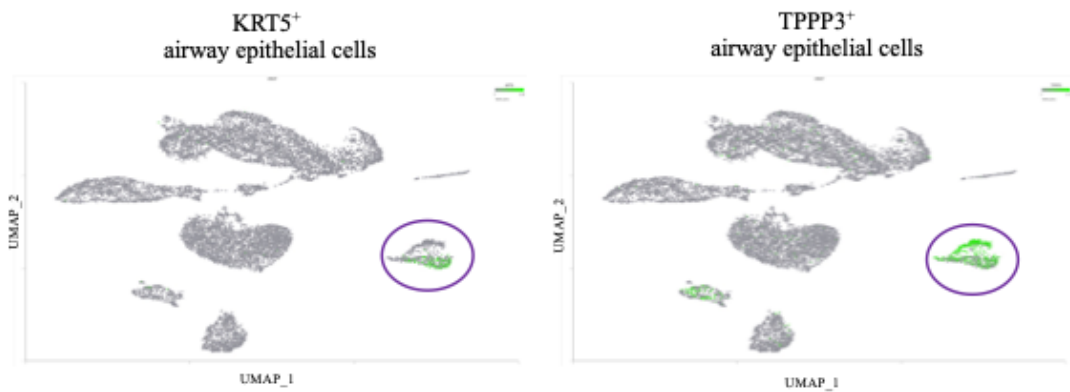 KRT5⁺
airway epithelial cells
TPPP3⁺
airway epithelial cells
UMAP_2
UMAP_1
UMAP_2
UMAP_1